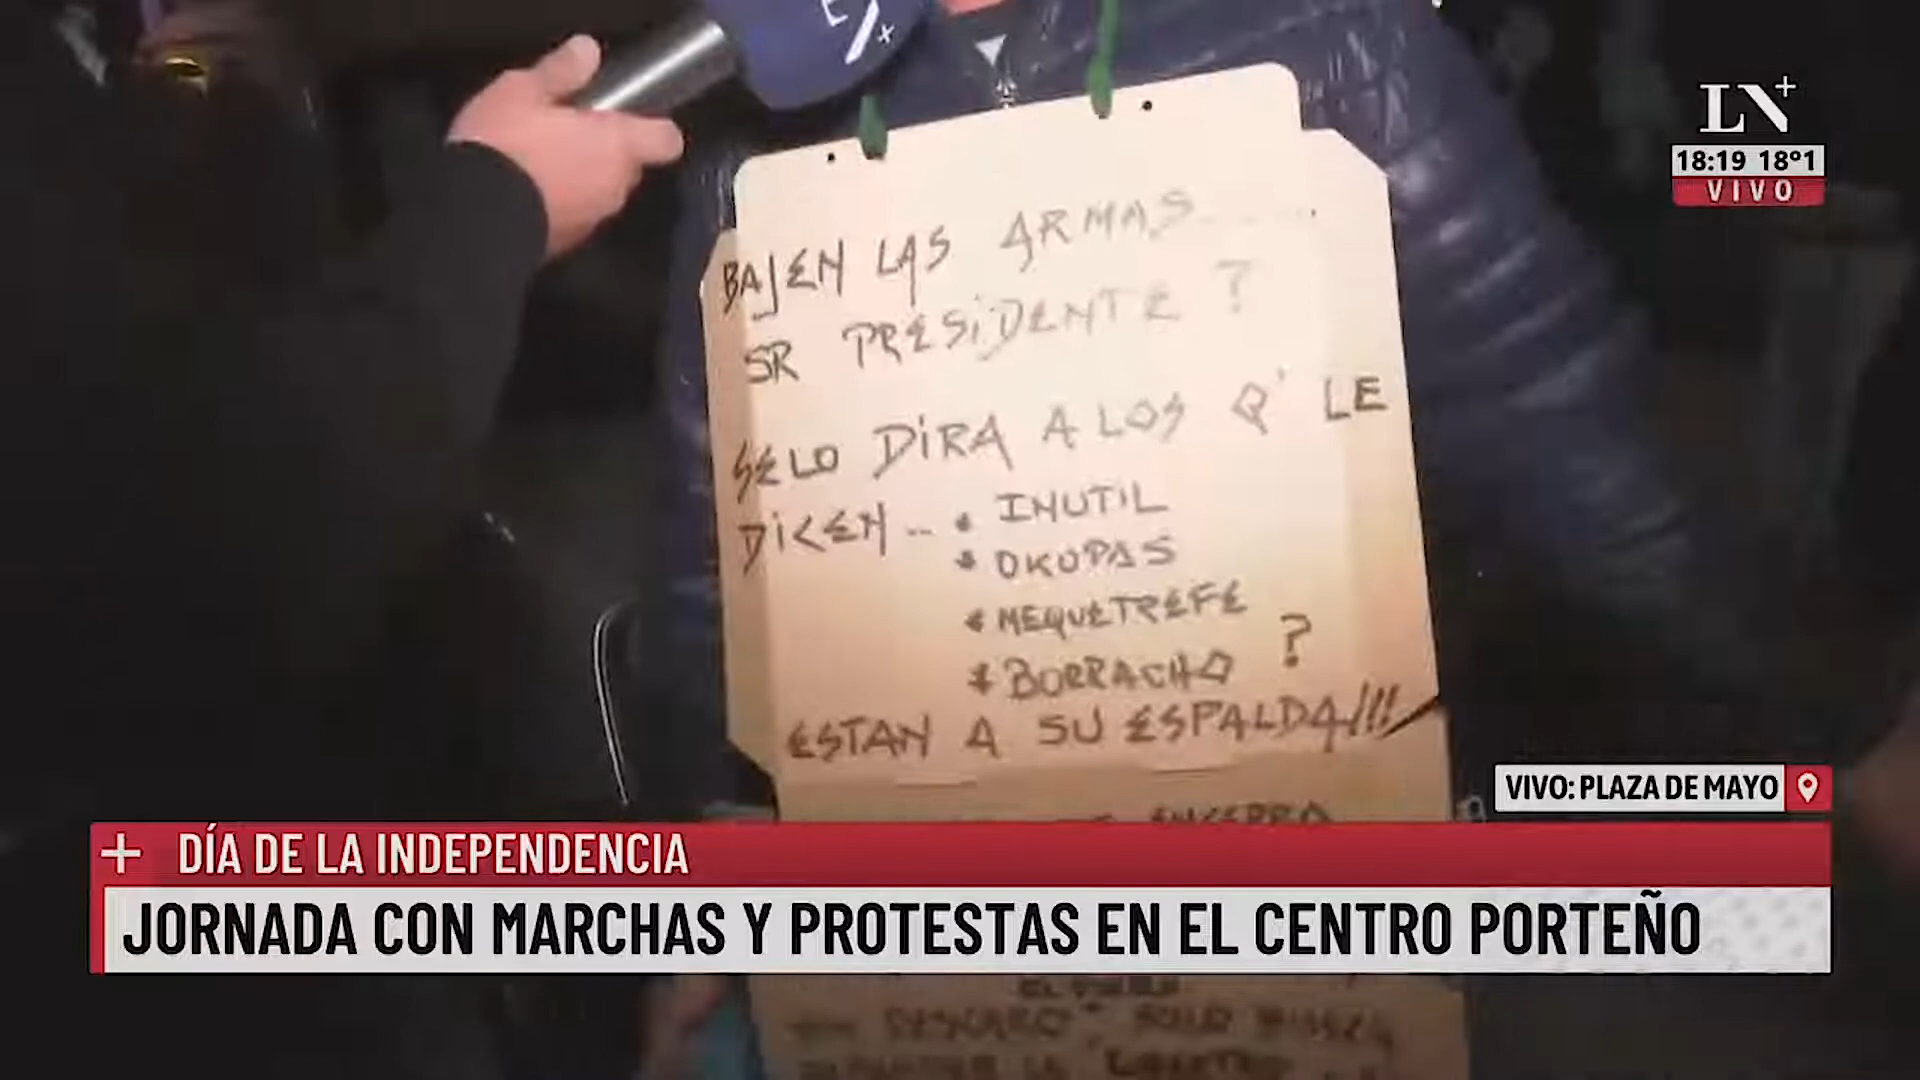 LN+
18:19 18°1
VIVO
BAJEN LAS ARMAS.....
SR PRESIDENTE ?
SELO DIRA A LOS Q' LE
DICEN .. * INUTIL
* OKUPAS
* MEQUETREFE
* BORRACHO ?
ESTAN A SU ESPALDA!!!
VIVO: PLAZA DE MAYO
+ DÍA DE LA INDEPENDENCIA
JORNADA CON MARCHAS Y PROTESTAS EN EL CENTRO PORTEÑO
SOLO